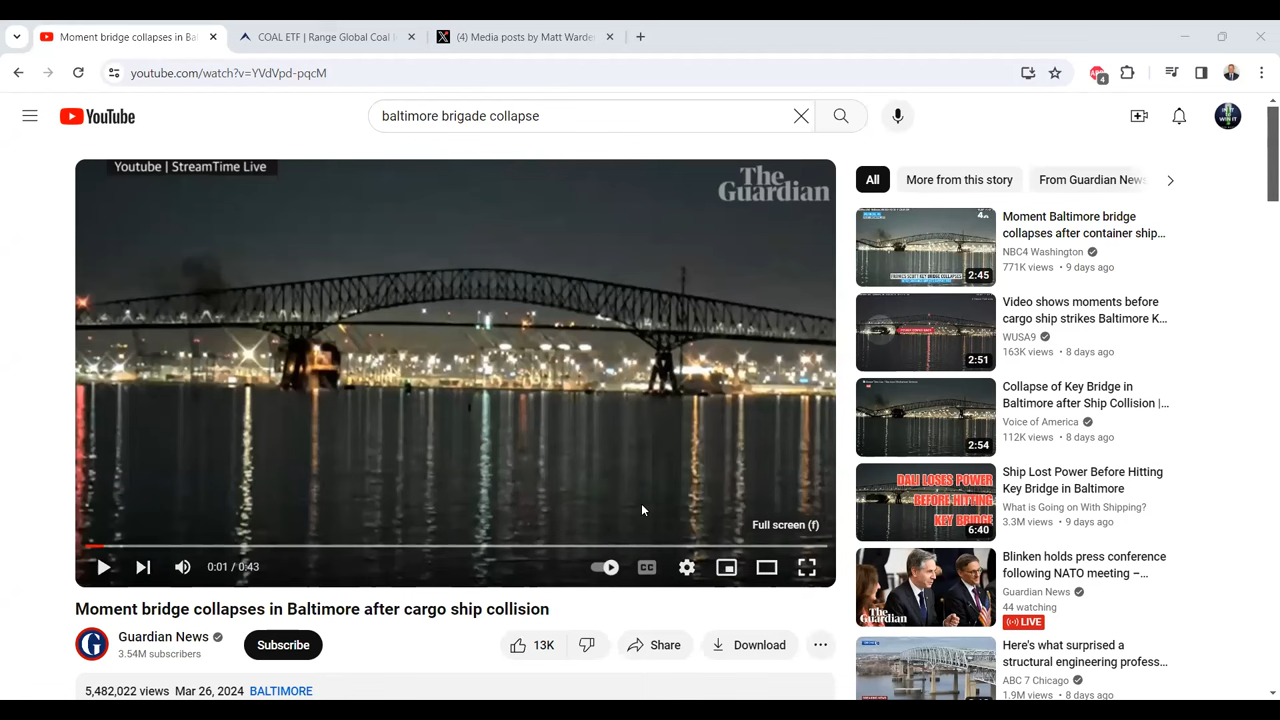 Moment bridge collapses in Ba
COAL ETF | Range Global Coal
(4) Media posts by Matt Warde
youtube.com/watch?v=YVdVpd-pqcM
4
YouTube
baltimore brigade collapse
Youtube | StreamTime Live
The
Guardian
Full screen (f)
0:01 / 0:43
CC
Moment bridge collapses in Baltimore after cargo ship collision
Guardian News
3.54M subscribers
Subscribe
13K
Share
Download
5,482,022 views Mar 26, 2024 BALTIMORE
All
More from this story
From Guardian News
Moment Baltimore bridge
collapses after container ship...
NBC4 Washington
771K views • 9 days ago
2:45
Video shows moments before
cargo ship strikes Baltimore K...
WUSA9
163K views • 8 days ago
2:51
Collapse of Key Bridge in
Baltimore after Ship Collision |...
Voice of America
112K views • 8 days ago
2:54
DALI LOSES POWER
BEFORE HITTING
KEY BRIDGE
6:40
Ship Lost Power Before Hitting
Key Bridge in Baltimore
What is Going on With Shipping?
3.3M views • 9 days ago
The
Guardian
Blinken holds press conference
following NATO meeting –...
Guardian News
44 watching
LIVE
Here's what surprised a
structural engineering profess...
ABC 7 Chicago
1.9M views • 8 days ago